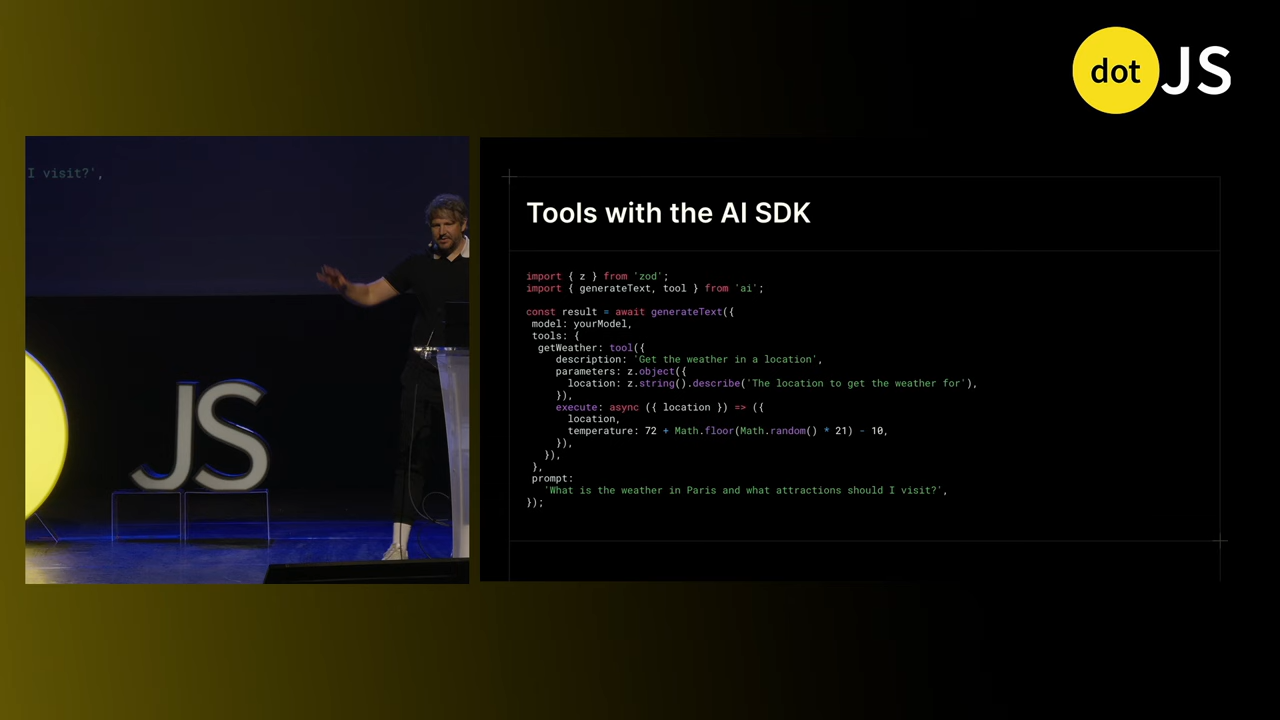 dot JS
I visit?',
JS
Tools with the AI SDK
import { z } from 'zod';
import { generateText, tool } from 'ai';
const result = await generateText({
model: yourModel,
tools: {
getWeather: tool({
description: 'Get the weather in a location',
parameters: z.object({
location: z.string().describe('The location to get the weather for'),
}),
execute: async ({ location }) => ({
location,
temperature: 72 + Math.floor(Math.random() * 21) - 10,
}),
}),
},
prompt:
'What is the weather in Paris and what attractions should I visit?',
});